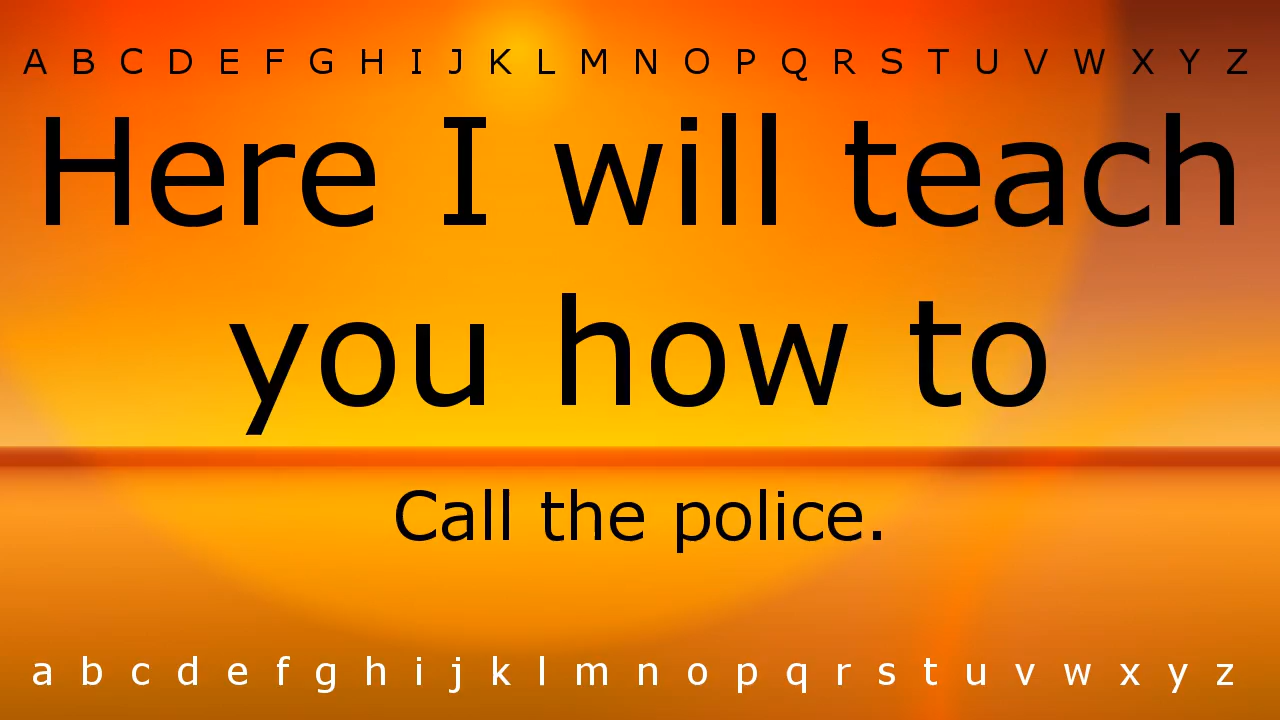 A B C D E F G H I J K L M N O P Q R S T U V W X Y Z
Here I will teach
you how to
Call the police.
a b c d e f g h i j k l m n o p q r s t u v w x y z